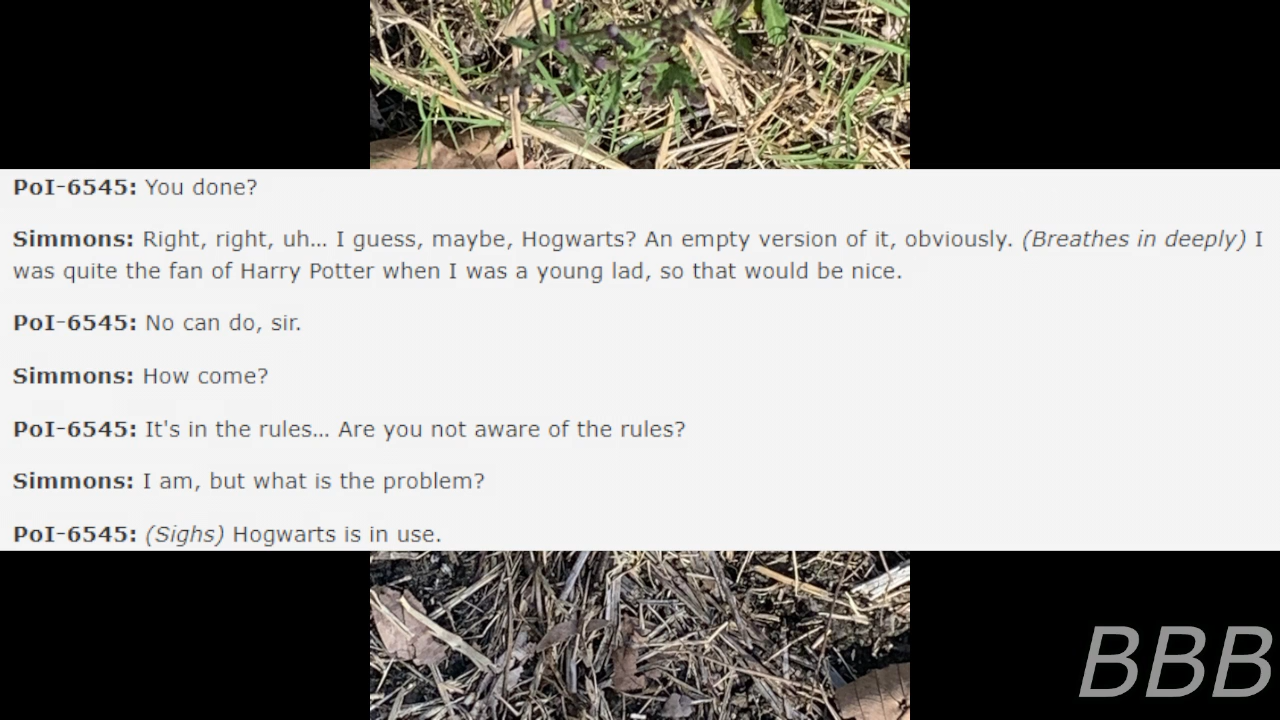 PoI-6545: You done?
Simmons: Right, right, uh… I guess, maybe, Hogwarts? An empty version of it, obviously. (Breathes in deeply) I
was quite the fan of Harry Potter when I was a young lad, so that would be nice.
PoI-6545: No can do, sir.
Simmons: How come?
PoI-6545: It's in the rules… Are you not aware of the rules?
Simmons: I am, but what is the problem?
PoI-6545: (Sighs) Hogwarts is in use.
BBB